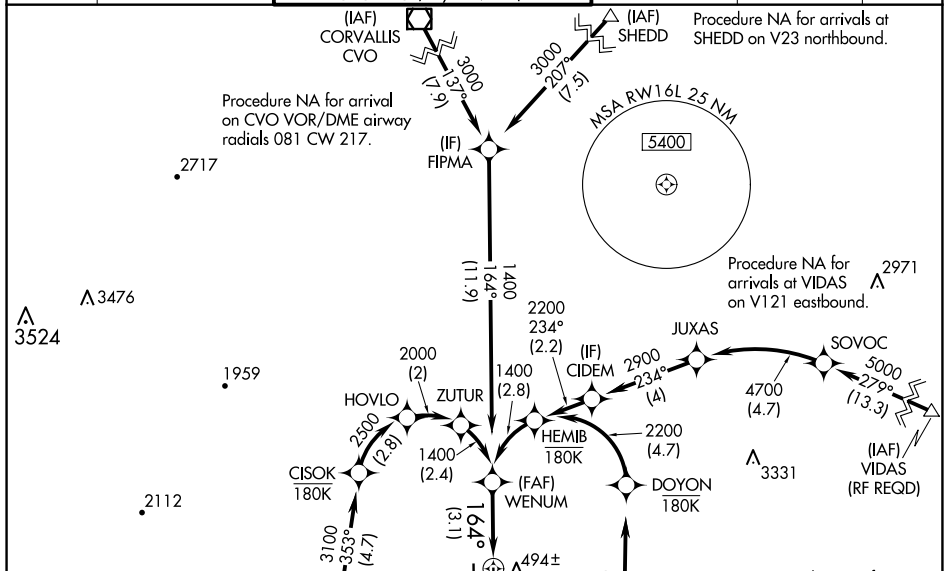 (IAF)
CORVALLIS
CVO
(IAF)
SHEDD
Procedure NA for arrivals at
SHEDD on V23 northbound.
3000
137°
(7.9)
3000
207°
(7.5)
Procedure NA for arrival
on CVO VOR/DME airway
radials 081 CW 217.
MSA RW16L 25 NM
5400
(IF)
FIPMA
2717
1400
164°
(11.9)
Procedure NA for
arrivals at VIDAS
on V121 eastbound.
2971
3476
3524
2200
234°
(2.2)
JUXAS
SOVOC
(IF)
CIDEM
2900
234°
(4)
5000
279°
(13.3)
1959
2000
(2)
1400
(2.8)
4700
(4.7)
HOVLO
ZUTUR
2500
(2.8)
HEMIB
180K
2200
(4.7)
1400
(2.4)
(IAF)
VIDAS
(RF REQD)
CISOK
180K
(FAF)
WENUM
DOYON
180K
3331
2112
164°
(3.1)
3100
353°
(4.7)
494±